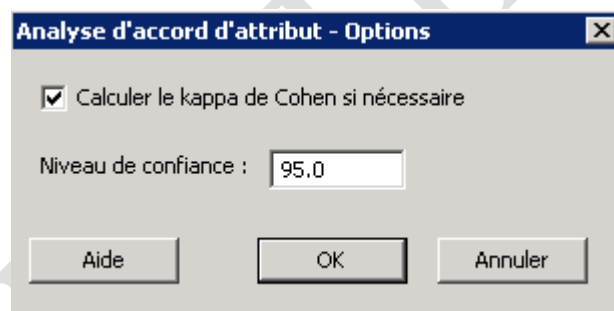 Analyse d'accord d'attribut - Options
Calculer le kappa de Cohen si nécessaire
Niveau de confiance : 95.0
Aide OK Annuler